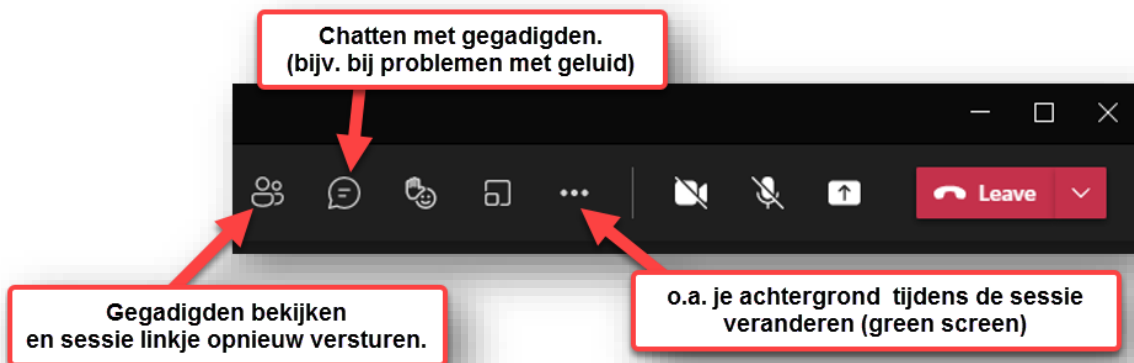 Chatten met gegadigden.
(bijv. bij problemen met geluid)
Leave
Gegadigden bekijken
en sessie linkje opnieuw versturen.
o.a. je achtergrond tijdens de sessie
veranderen (green screen)